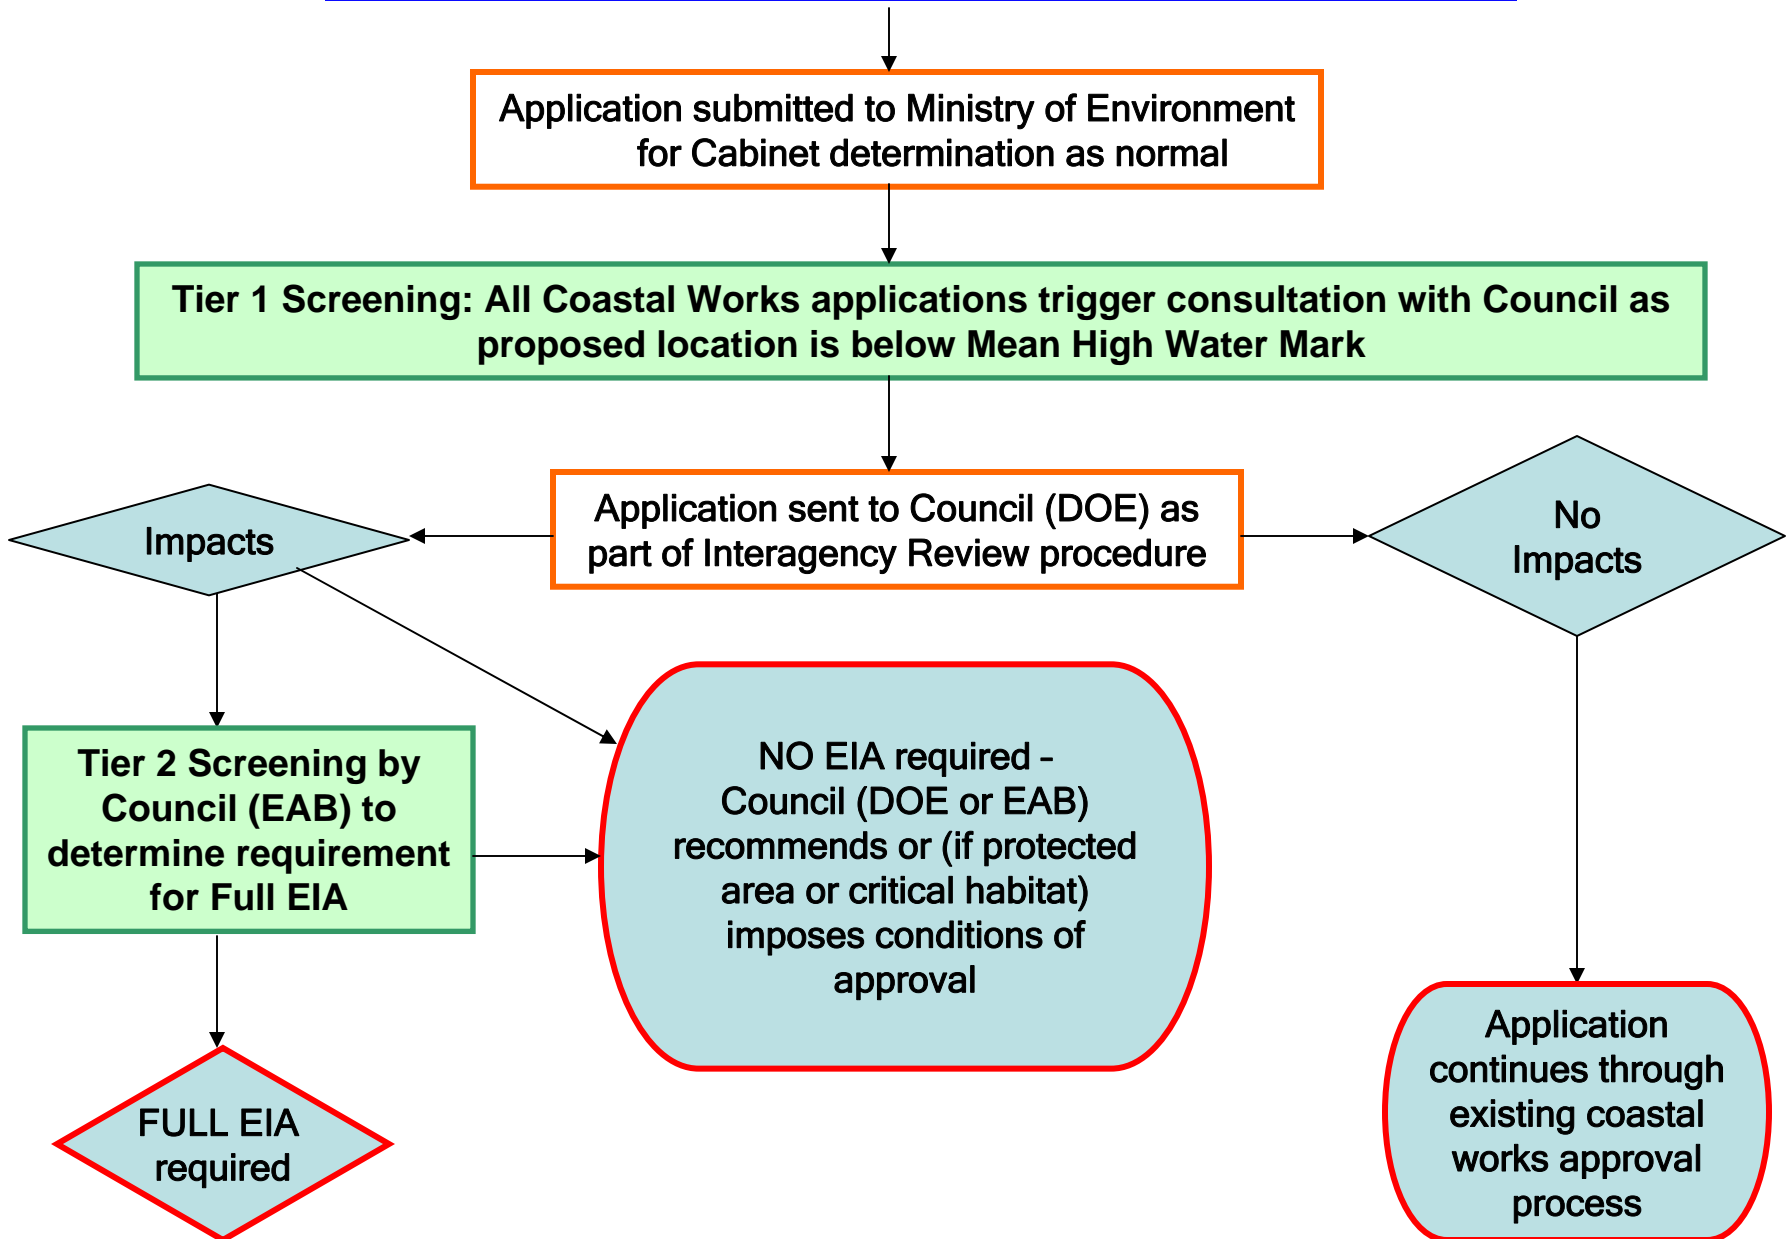 Application submitted to Ministry of Environment
for Cabinet determination as normal
Tier 1 Screening: All Coastal Works applications trigger consultation with Council as
proposed location is below Mean High Water Mark
Application sent to Council (DOE) as
part of Interagency Review procedure
Impacts
No
Impacts
Tier 2 Screening by
Council (EAB) to
determine requirement
for Full EIA
NO EIA required –
Council (DOE or EAB)
recommends or (if protected
area or critical habitat)
imposes conditions of
approval
FULL EIA
required
Application
continues through
existing coastal
works approval
process